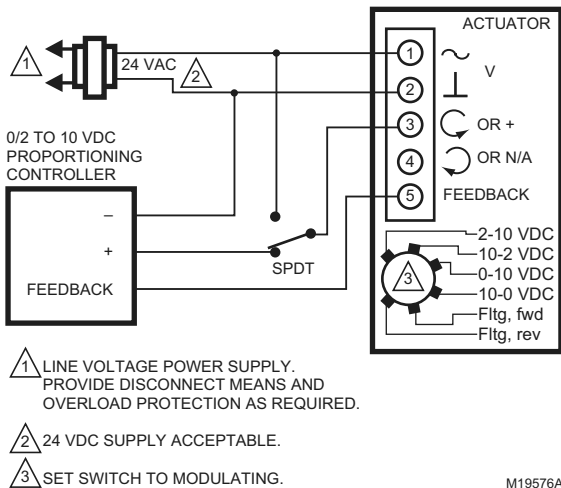 ACTUATOR
1
24 VAC
2
1
V
2
0/2 TO 10 VDC
PROPORTIONING
CONTROLLER
3
OR +
4
OR N/A
5
FEEDBACK
–
+
FEEDBACK
SPDT
2-10 VDC
10-2 VDC
0-10 VDC
10-0 VDC
Fltg, fwd
Fltg, rev
3
1 LINE VOLTAGE POWER SUPPLY.
PROVIDE DISCONNECT MEANS AND
OVERLOAD PROTECTION AS REQUIRED.
2 24 VDC SUPPLY ACCEPTABLE.
3 SET SWITCH TO MODULATING.
M19576A